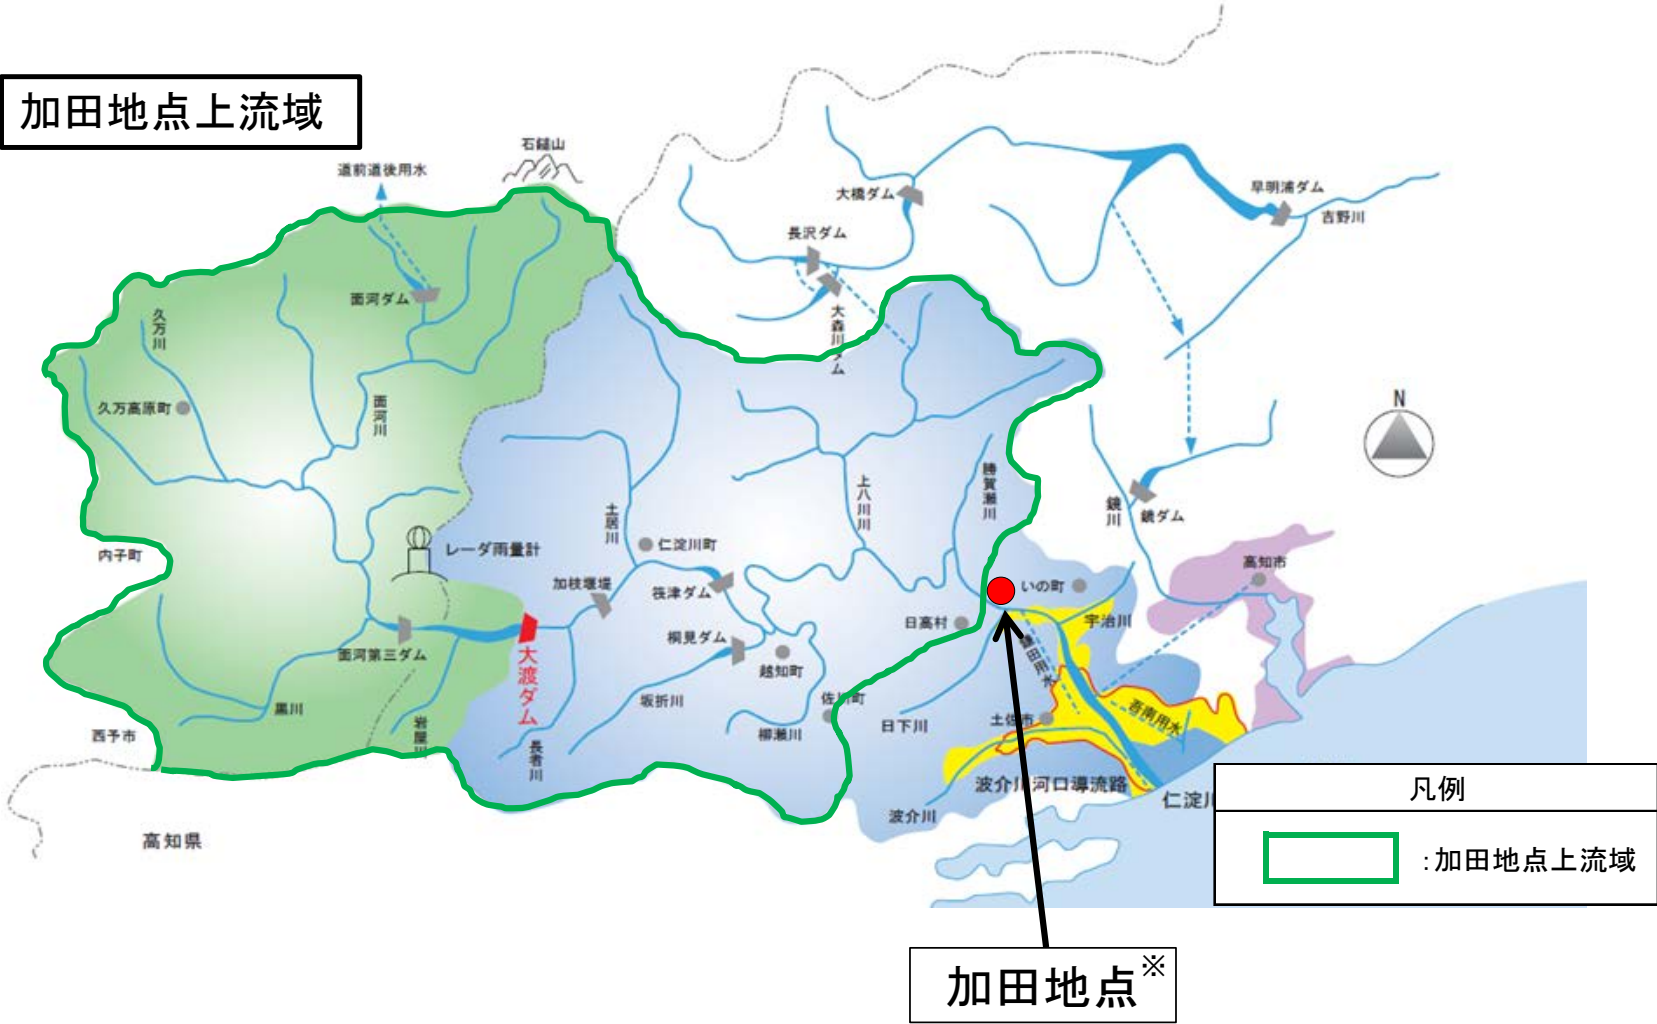 加田地点上流域
石鎚山
道前道後用水
大橋ダム
早明浦ダム
吉野川
長沢ダム
面河ダム
久万川
大森川ダム
久万高原町
面河川
N
上八川川
勝賀瀬川
土居川
鏡川
鏡ダム
内子町
レーダ雨量計
仁淀川町
高知市
加枝堰堤
筏津ダム
いの町
日高村
宇治川
桐見ダム
鎌田用水
面河第三ダム
大渡ダム
越知町
坂折川
佐川町
黒川
岩屋川
土佐市
吾南用水
日下川
柳瀬川
西予市
長者川
波介川河口導流路
仁淀川
波介川
高知県
凡例
:加田地点上流域
加田地点※